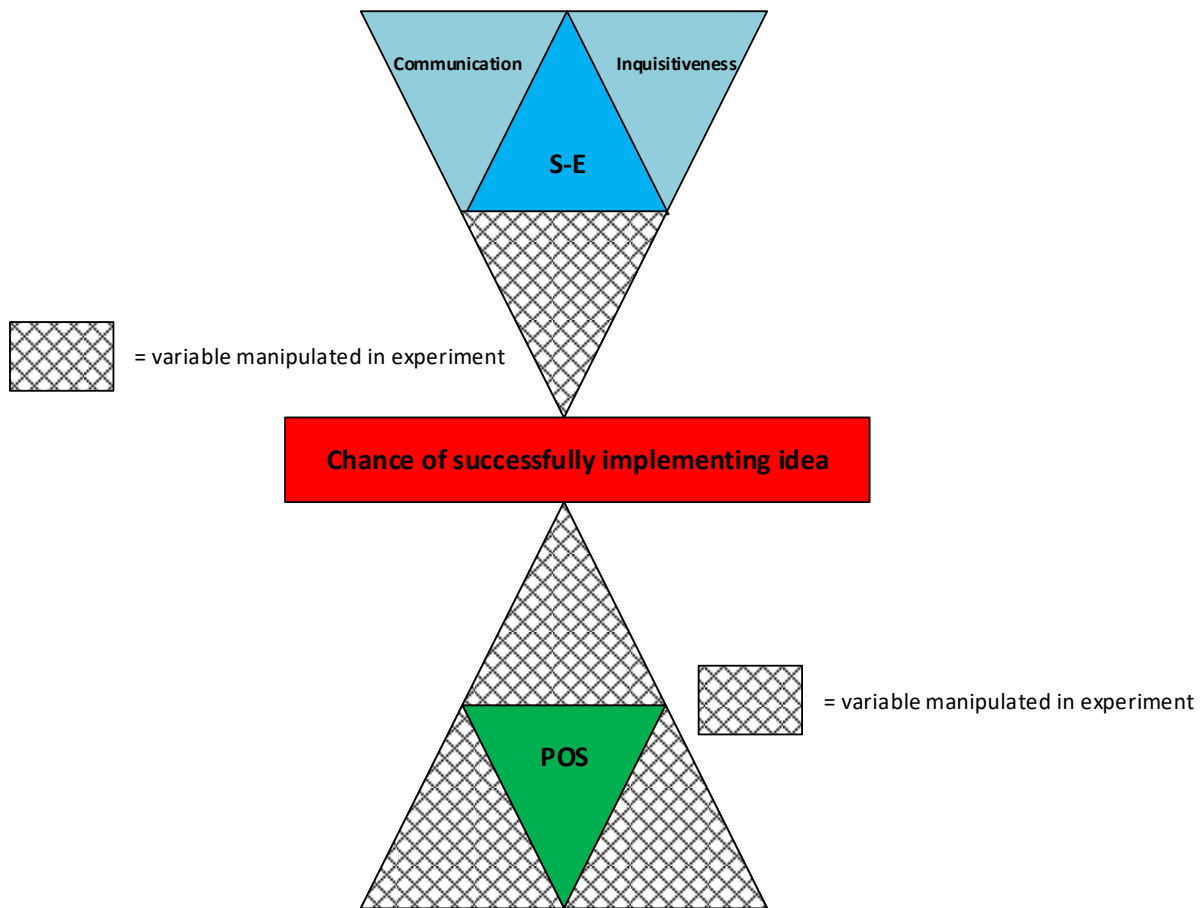 Communication
Inquisitiveness
S-E
= variable manipulated in experiment
Chance of successfully implementing idea
= variable manipulated in experiment
POS